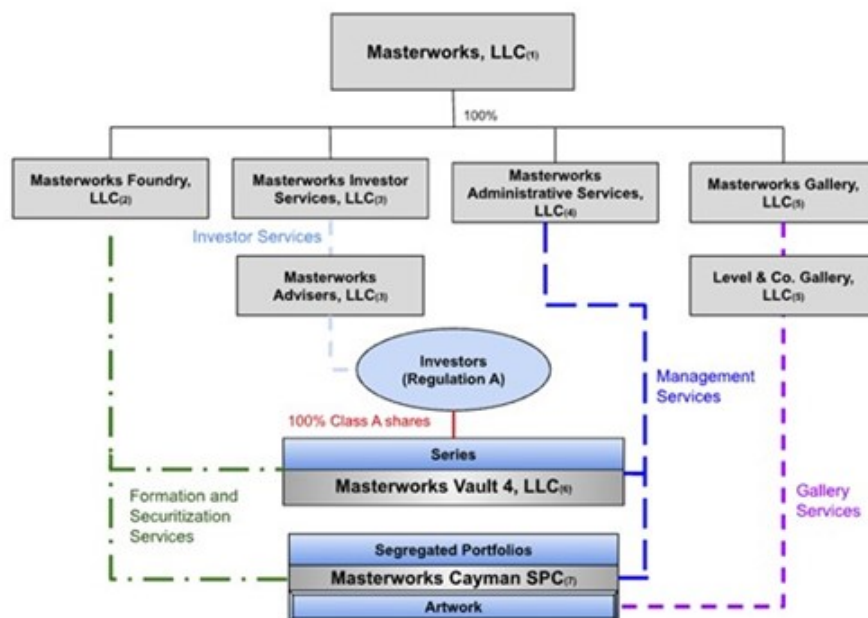 Masterworks, LLC(1)
100%
Masterworks Foundry,
LLC(2)
Masterworks Investor
Services, LLC(3)
Masterworks
Administrative Services,
LLC(4)
Masterworks Gallery,
LLC(5)
Investor Services
Masterworks
Advisers, LLC(3)
Level & Co. Gallery,
LLC(5)
Investors
(Regulation A)
Management
Services
100% Class A shares
Series
Masterworks Vault 4, LLC(6)
Formation and
Securitization
Services
Gallery
Services
Segregated Portfolios
Masterworks Cayman SPC(7)
Artwork